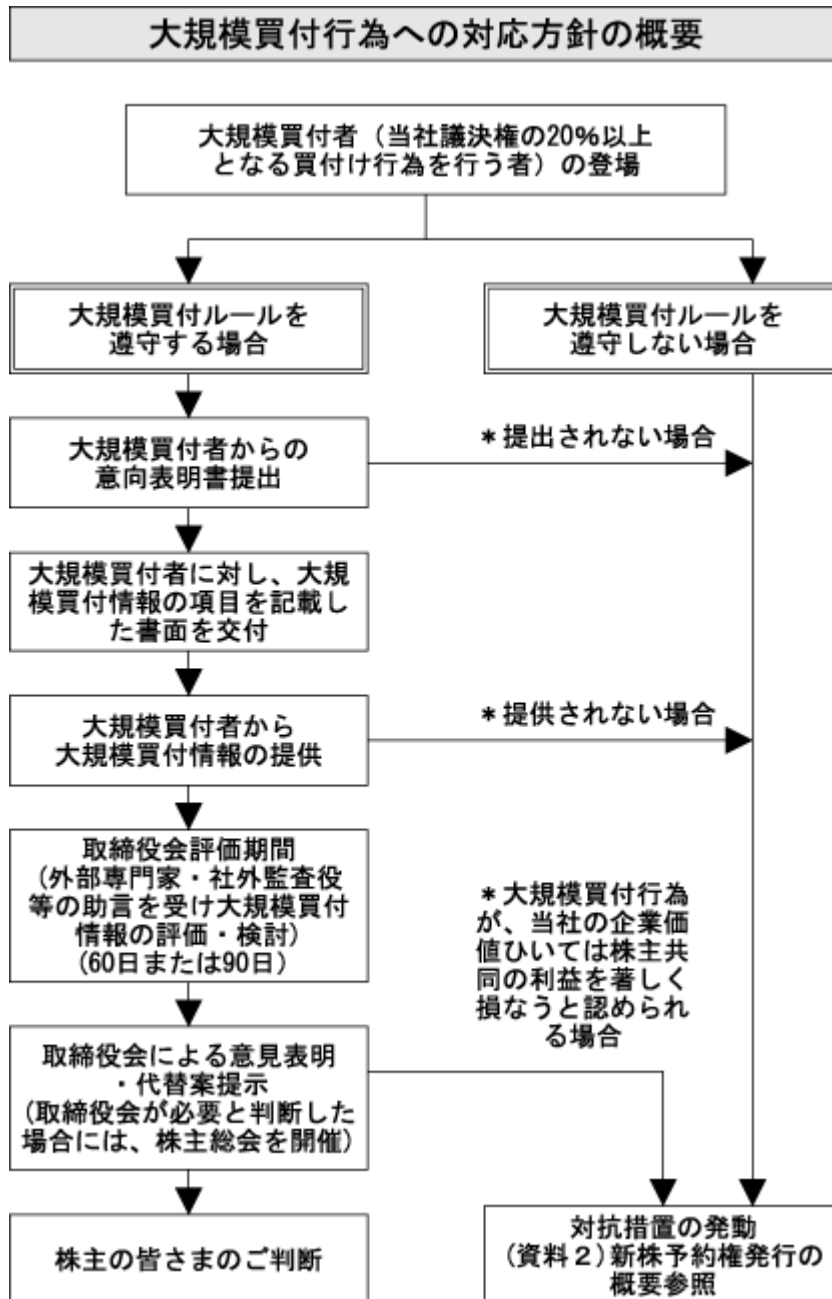 大規模買付行為への対応方針の概要
大規模買付者（当社議決権の20%以上
となる買付け行為を行う者）の登場
大規模買付ルールを
遵守する場合
大規模買付ルールを
遵守しない場合
大規模買付者からの
意向表明書提出
＊提出されない場合
大規模買付者に対し、大規
模買付情報の項目を記載し
た書面を交付
大規模買付者から
大規模買付情報の提供
＊提供されない場合
取締役会評価期間
(外部専門家・社外監査役
等の助言を受け大規模買付
情報の評価・検討)
(60日または90日)
＊大規模買付行為
が、当社の企業価
値ひいては株主共
同の利益を著しく
損なうと認められ
る場合
取締役会による意見表明
・代替案提示
(取締役会が必要と判断した
場合には、株主総会を開催)
株主の皆さまのご判断
対抗措置の発動
(資料２)新株予約権発行の
概要参照